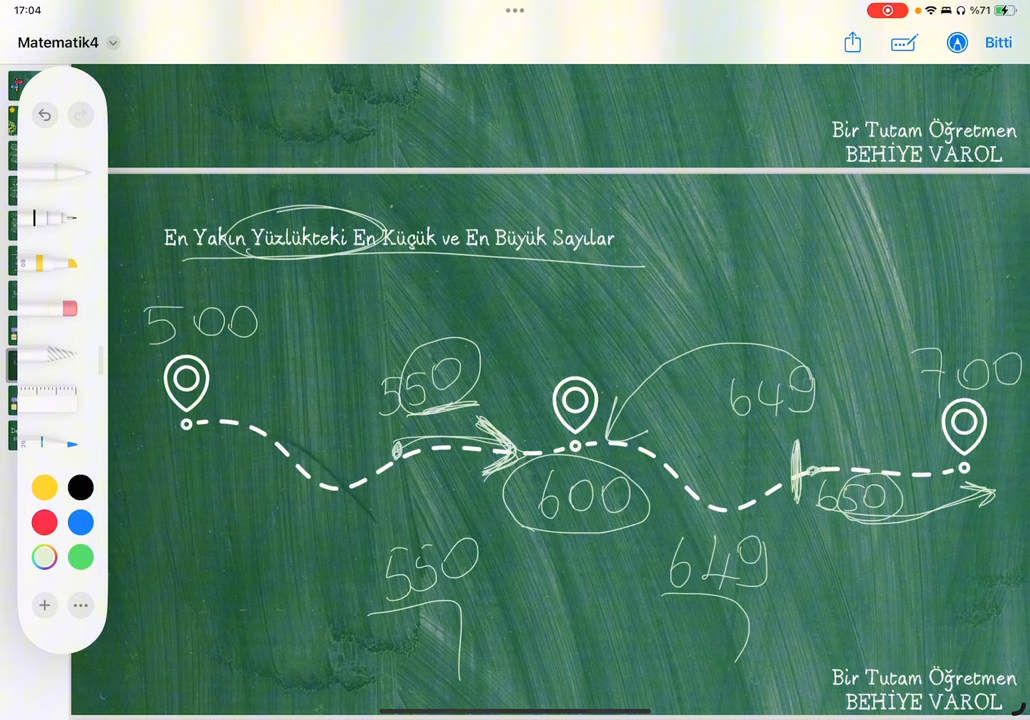 17:04
%71
Matematik4
Bitti
Bir Tutam Öğretmen
BEHİYE VAROL
En Yakın Yüzlükteki En Küçük ve En Büyük Sayılar
500
550
649
700
600
650
550
649
Bir Tutam Öğretmen
BEHİYE VAROL